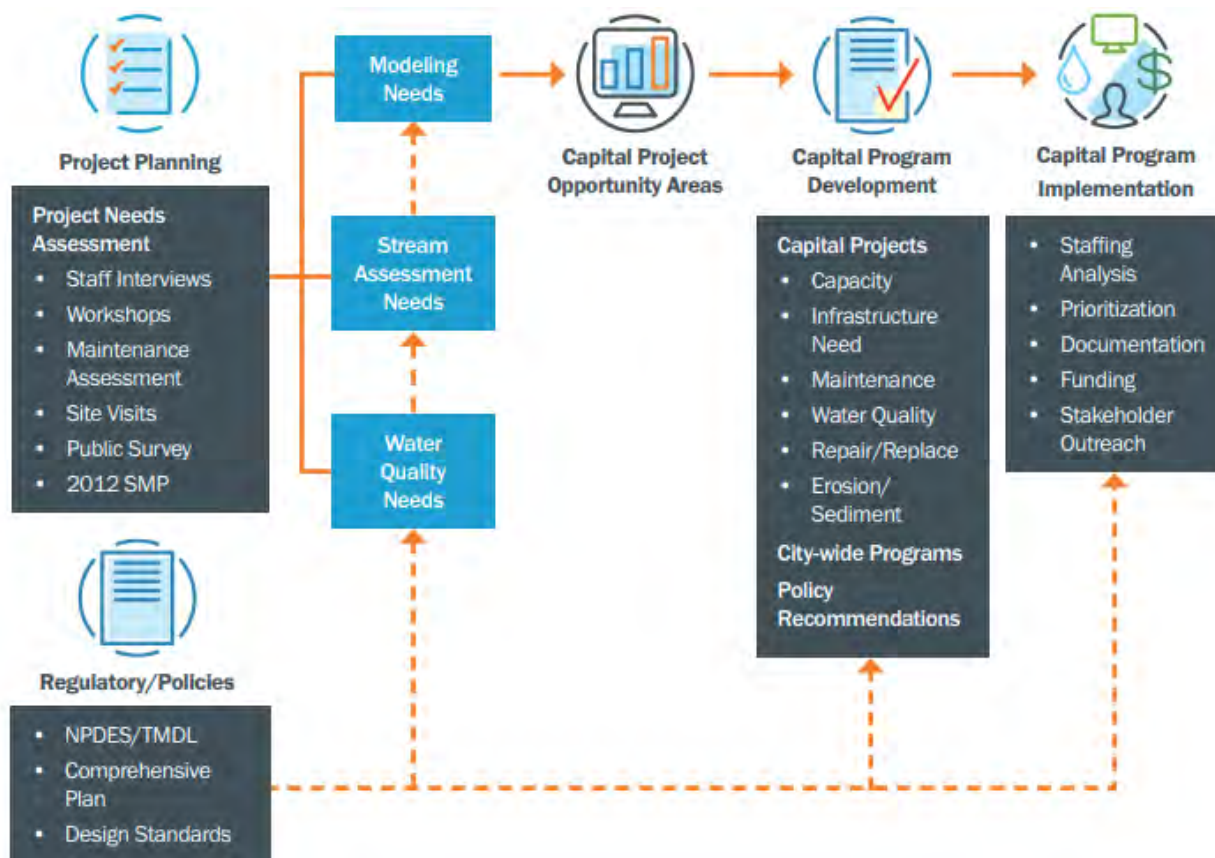 Project Planning
Project Needs
Assessment
▪ Staff Interviews
▪ Workshops
▪ Maintenance
Assessment
▪ Site Visits
▪ Public Survey
▪ 2012 SMP
Regulatory/Policies
▪ NPDES/TMDL
▪ Comprehensive
Plan
▪ Design Standards
Modeling
Needs
Stream
Assessment
Needs
Water
Quality
Needs
Capital Project
Opportunity Areas
Capital Program
Development
Capital Projects
• Capacity
• Infrastructure
Need
• Maintenance
• Water Quality
• Repair/Replace
• Erosion/
Sediment
City-wide Programs
Policy
Recommendations
$
Capital Program
Implementation
• Staffing
Analysis
• Prioritization
• Documentation
• Funding
• Stakeholder
Outreach